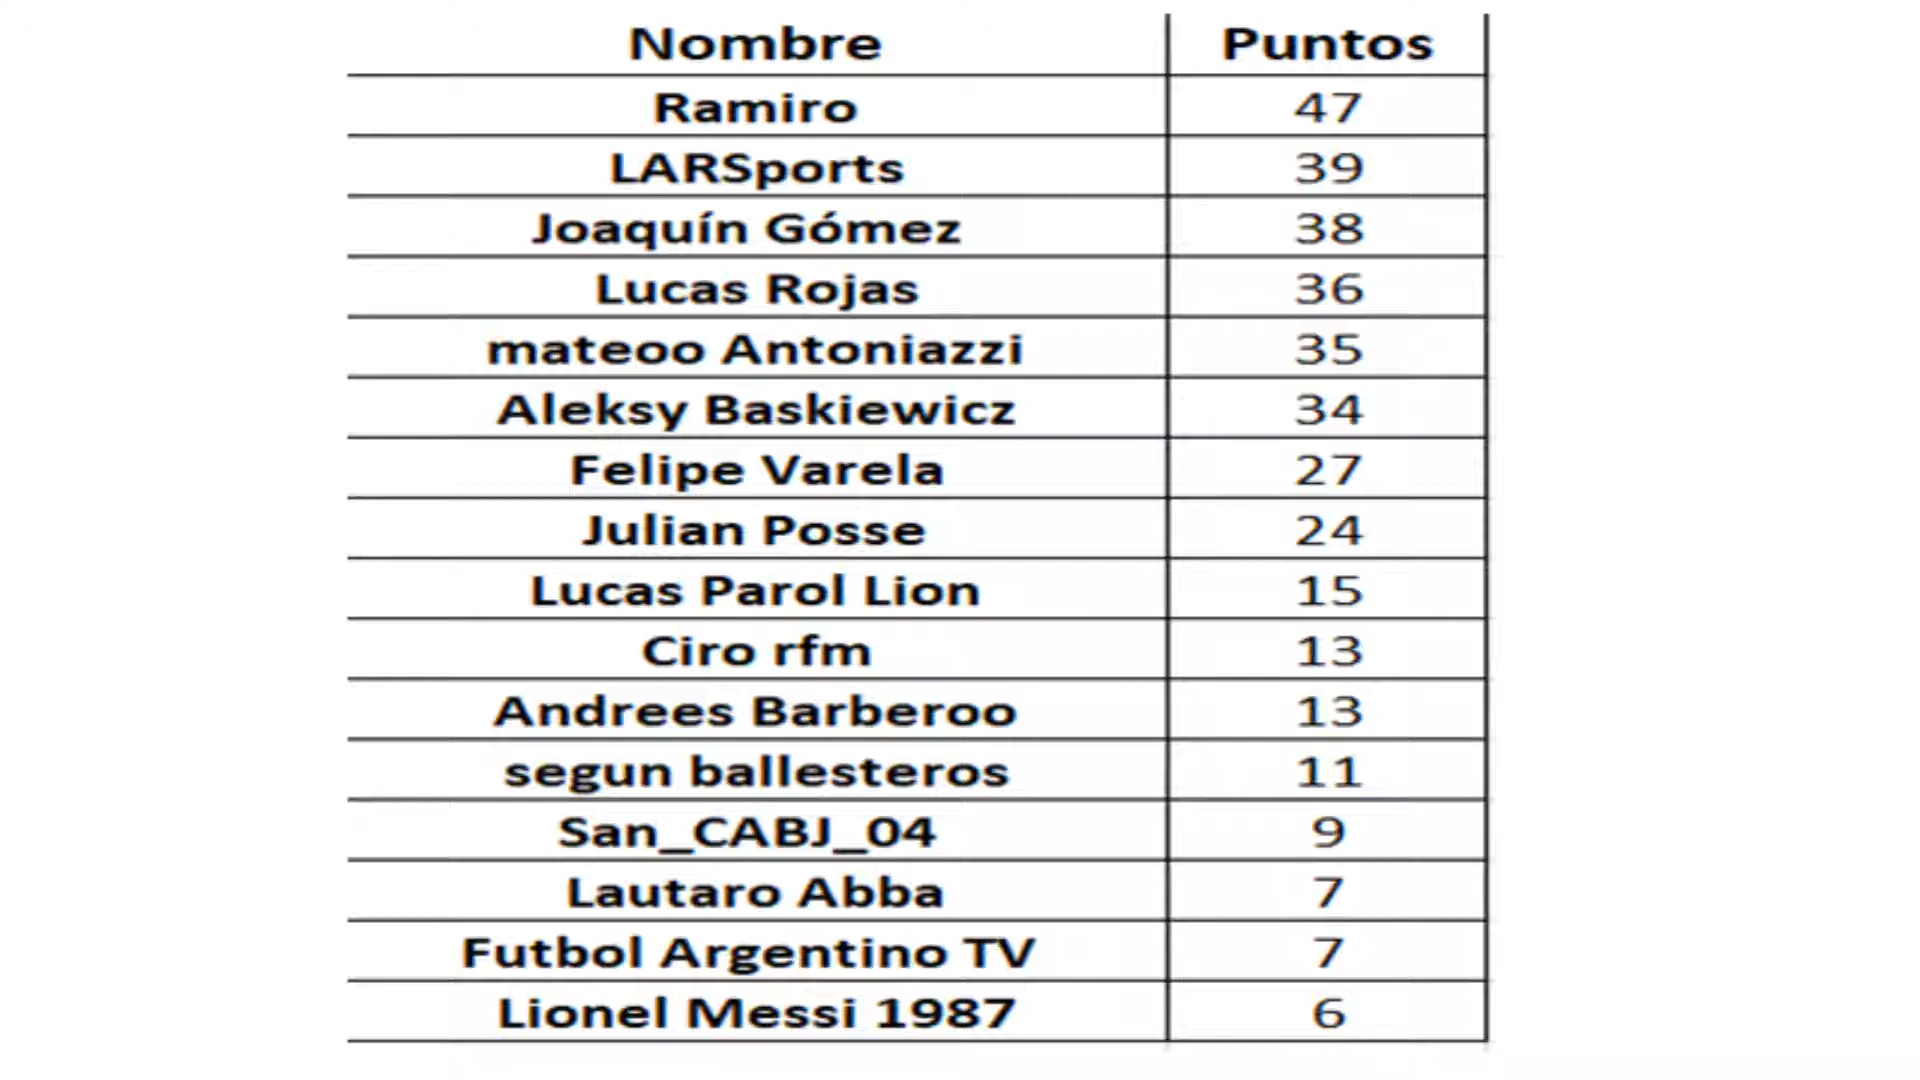 Nombre Puntos
Ramiro 47
LARSports 39
Joaquín Gómez 38
Lucas Rojas 36
mateoo Antoniazzi 35
Aleksy Baskiewicz 34
Felipe Varela 27
Julian Posse 24
Lucas Parol Lion 15
Ciro rfm 13
Andrees Barberoo 13
segun ballesteros 11
San_CABJ_04 9
Lautaro Abba 7
Futbol Argentino TV 7
Lionel Messi 1987 6